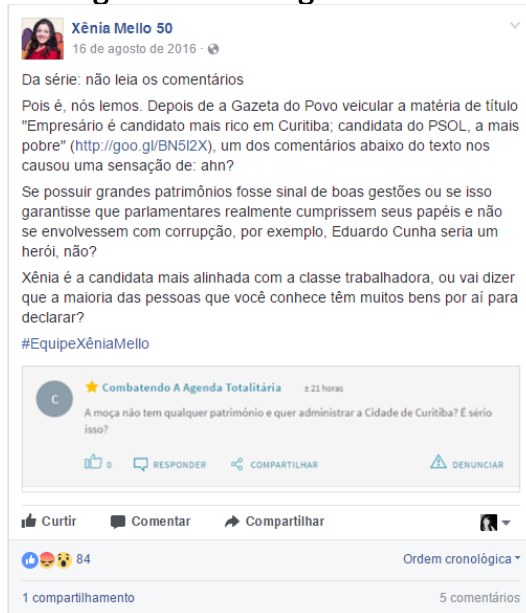 Xênia Mello 50
16 de agosto de 2016 ·
Da série: não leia os comentários
Pois é, nós lemos. Depois de a Gazeta do Povo veicular a matéria de título
"Empresário é candidato mais rico em Curitiba; candidata do PSOL, a mais
pobre" (http://goo.gl/BN5I2X), um dos comentários abaixo do texto nos
causou uma sensação de: ahn?
Se possuir grandes patrimônios fosse sinal de boas gestões ou se isso
garantisse que parlamentares realmente cumprissem seus papéis e não
se envolvessem com corrupção, por exemplo, Eduardo Cunha seria um
herói, não?
Xênia é a candidata mais alinhada com a classe trabalhadora, ou vai dizer
que a maioria das pessoas que você conhece têm muitos bens por aí para
declarar?
#EquipeXêniaMello
C
Combatendo A Agenda Totalitária ± 21 horas
A moça não tem qualquer patrimônio e quer administrar a Cidade de Curitiba? É sério
isso?
0 RESPONDER COMPARTILHAR DENUNCIAR
Curtir Comentar Compartilhar
84 Ordem cronológica
1 compartilhamento 5 comentários